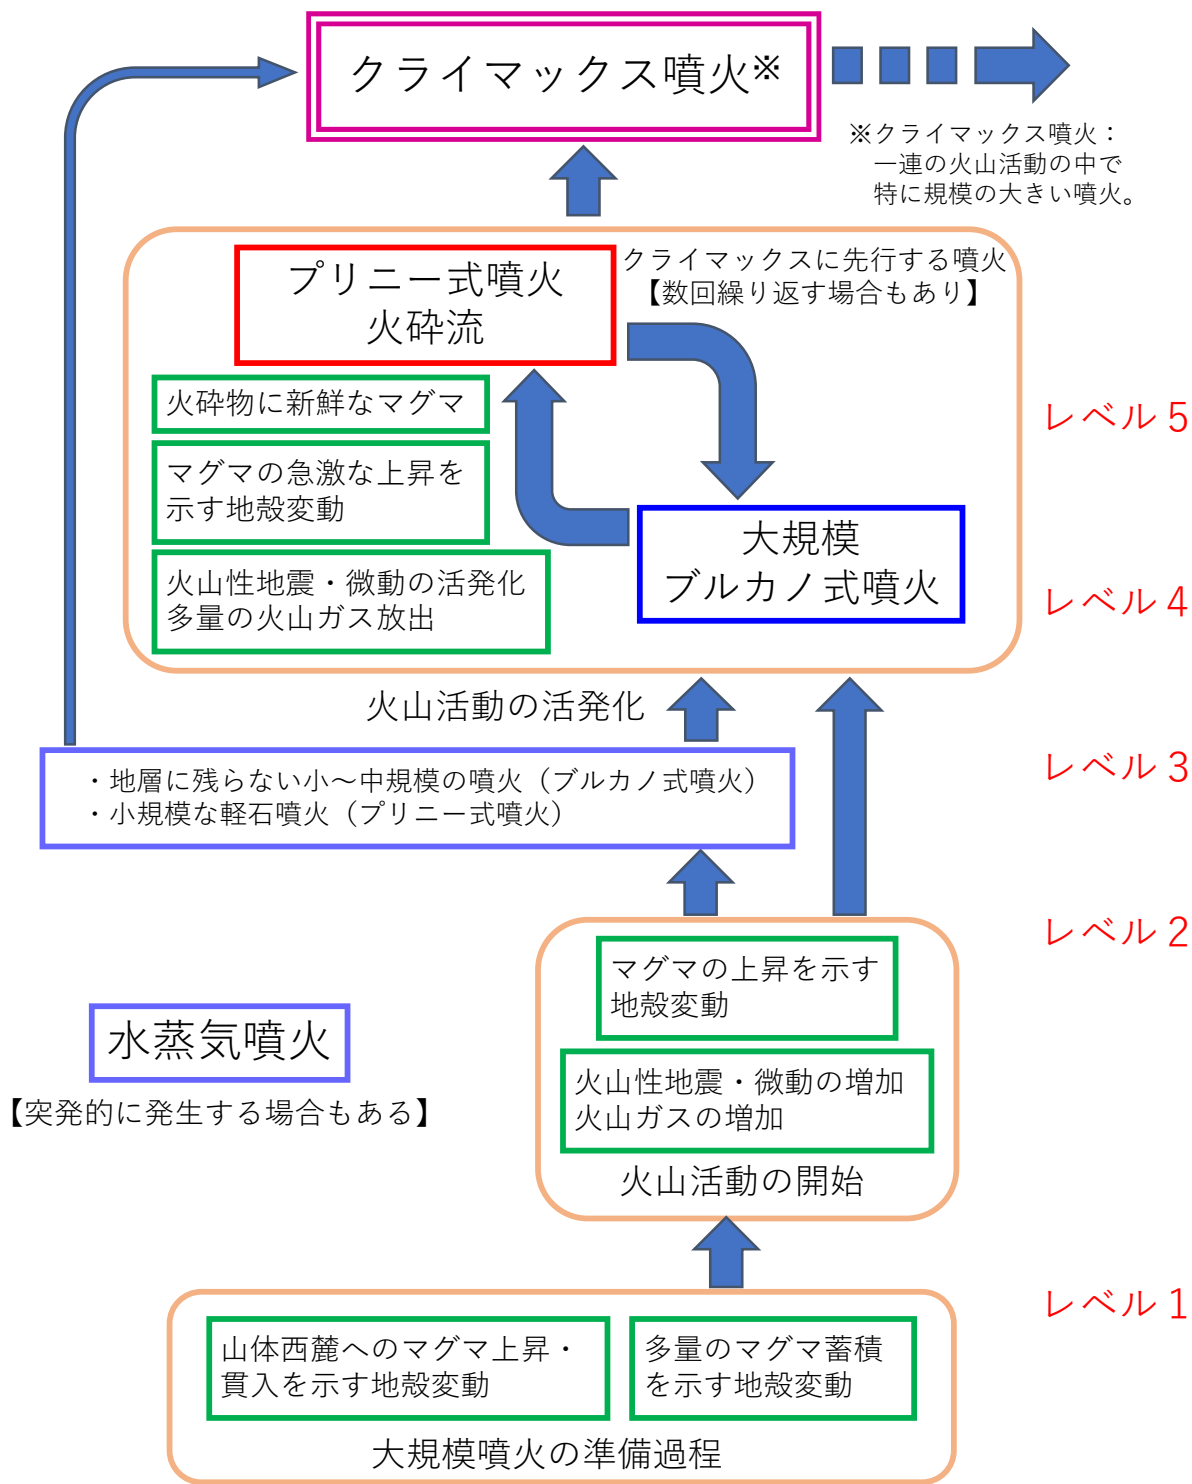 クライマックス噴火※
※クライマックス噴火：
一連の火山活動の中で
特に規模の大きい噴火。
プリニー式噴火
火砕流
クライマックスに先行する噴火
【数回繰り返す場合もあり】
火砕物に新鮮なマグマ
マグマの急激な上昇を
示す地殻変動
火山性地震・微動の活発化
多量の火山ガス放出
大規模
ブルカノ式噴火
レベル５
レベル４
火山活動の活発化
レベル３
・地層に残らない小～中規模の噴火（ブルカノ式噴火）
・小規模な軽石噴火（プリニー式噴火）
レベル２
マグマの上昇を示す
地殻変動
火山性地震・微動の増加
火山ガスの増加
火山活動の開始
水蒸気噴火
【突発的に発生する場合もある】
レベル１
山体西麓へのマグマ上昇・
貫入を示す地殻変動
多量のマグマ蓄積
を示す地殻変動
大規模噴火の準備過程